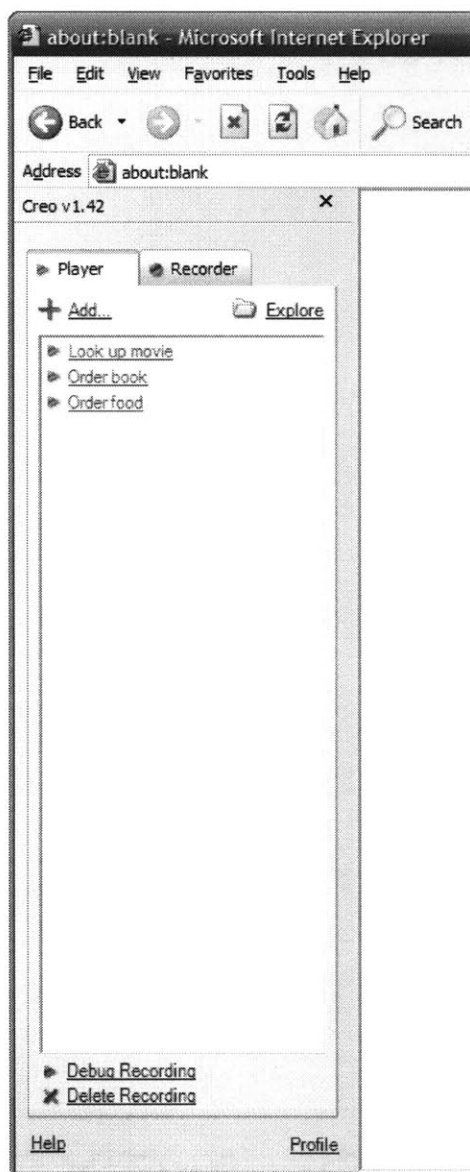 about:blank - Microsoft Internet Explorer
File Edit View Favorites Tools Help
Back Search
Address about:blank
Creo v1.42
Player Recorder
Add... Explore
Look up movie
Order book
Order food
Debug Recording
Delete Recording
Help Profile